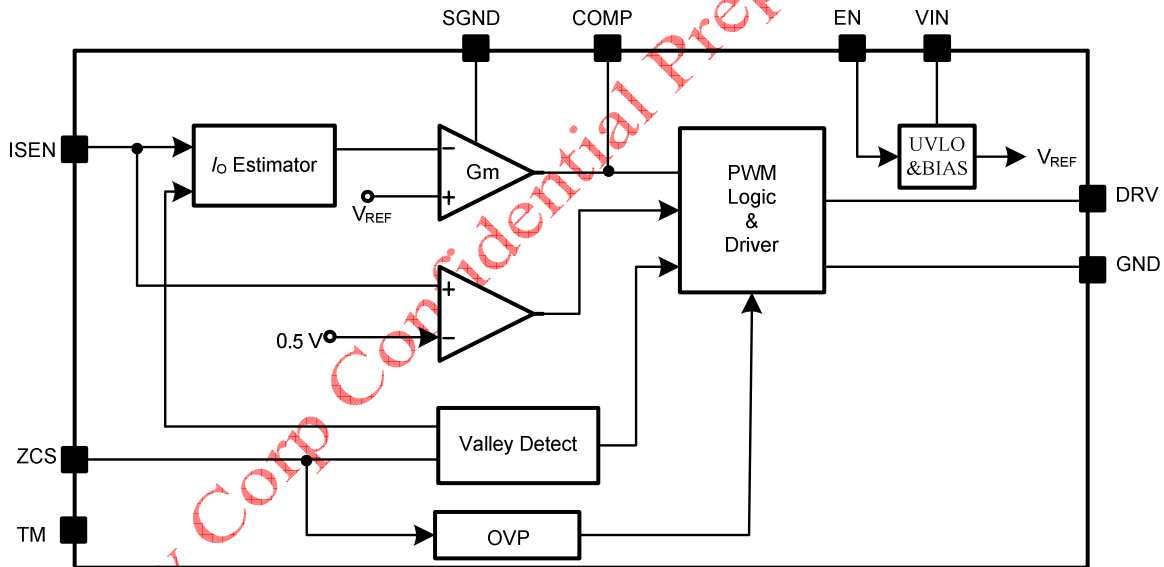 SGND
COMP
EN
VIN
ISEN
IO Estimator
−
Gm
+
VREF
PWM
Logic
&
Driver
UVLO
&BIAS
VREF
DRV
GND
+
0.5 V
−
ZCS
Valley Detect
TM
OVP
Corp Confidential Prep